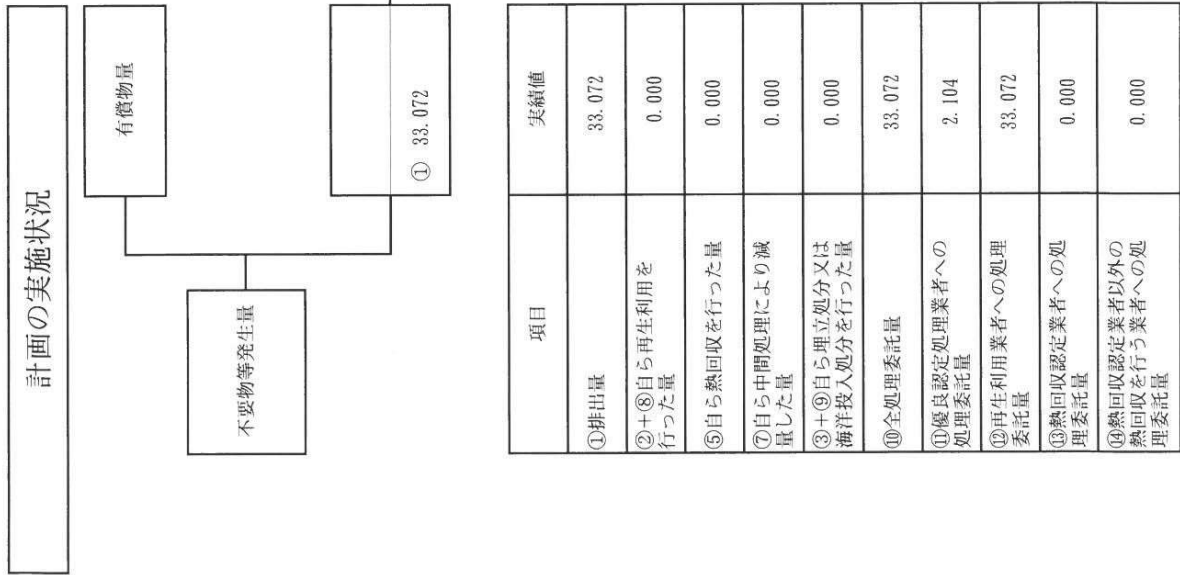 計画の実施状況
有償物量
不要物等発生量
① 33.072
項目
実績値
①排出量
33.072
②+⑧自ら再生利用を
行った量
0.000
⑤自ら熱回収を行った量
0.000
⑦自ら中間処理により減
量した量
0.000
③+⑨自ら埋立処分又は
海洋投入処分を行った量
0.000
⑩全処理委託量
33.072
⑪優良認定処理業者への
処理委託量
2.104
⑫再生利用業者への処理
委託量
33.072
⑬熱回収認定業者への処
理委託量
0.000
⑭熱回収認定業者以外の
熱回収を行う業者への処
理委託量
0.000